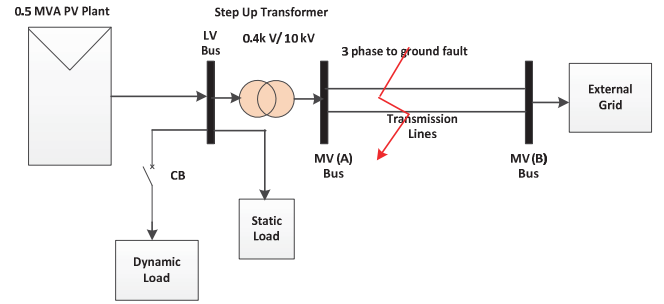 0.5 MVA PV Plant
Step Up Transformer
LV
Bus
0.4k V/ 10 kV
3 phase to ground fault
External
Grid
Transmission
Lines
MV (A)
Bus
MV (B)
Bus
CB
Static
Load
Dynamic
Load